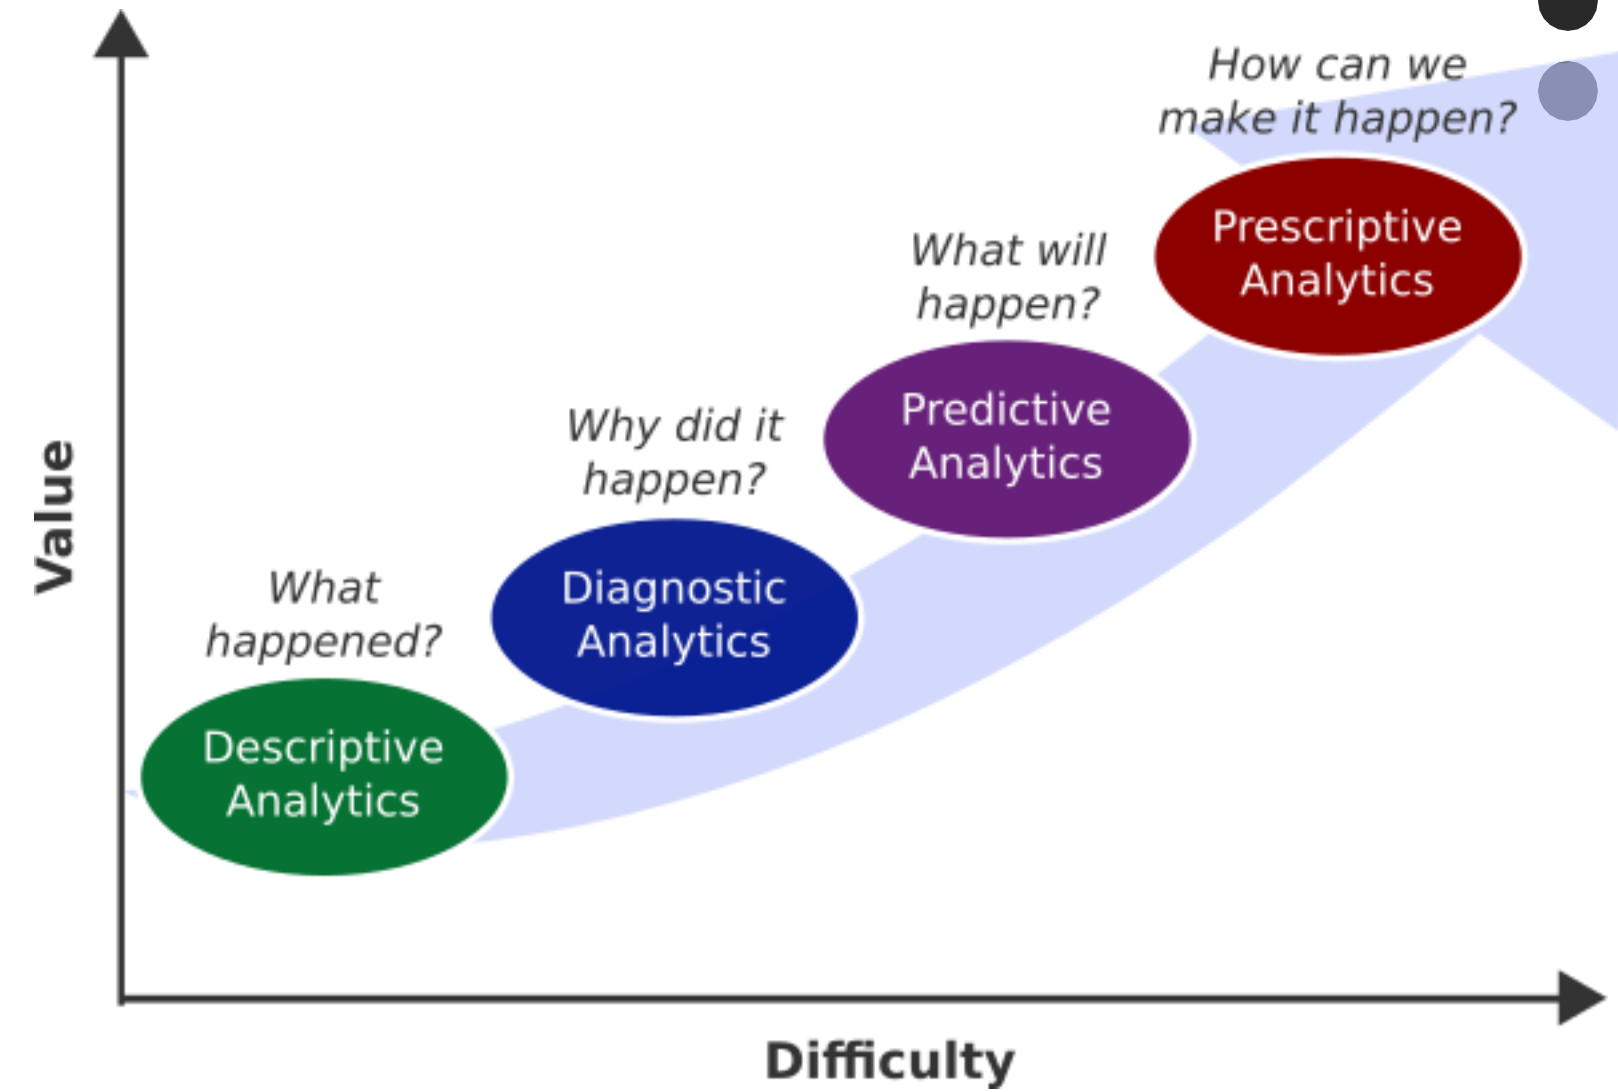 How can we
make it happen?
Prescriptive
Analytics
What will
happen?
Predictive
Analytics
Why did it
happen?
Diagnostic
Analytics
What
happened?
Descriptive
Analytics
Value
Difficulty